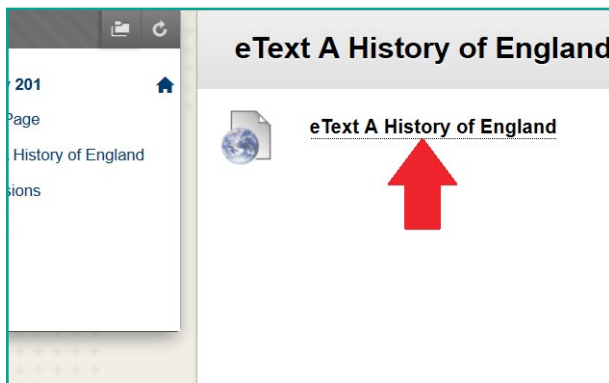 eText A History of England
201
Page
History of England
sions
eText A History of England